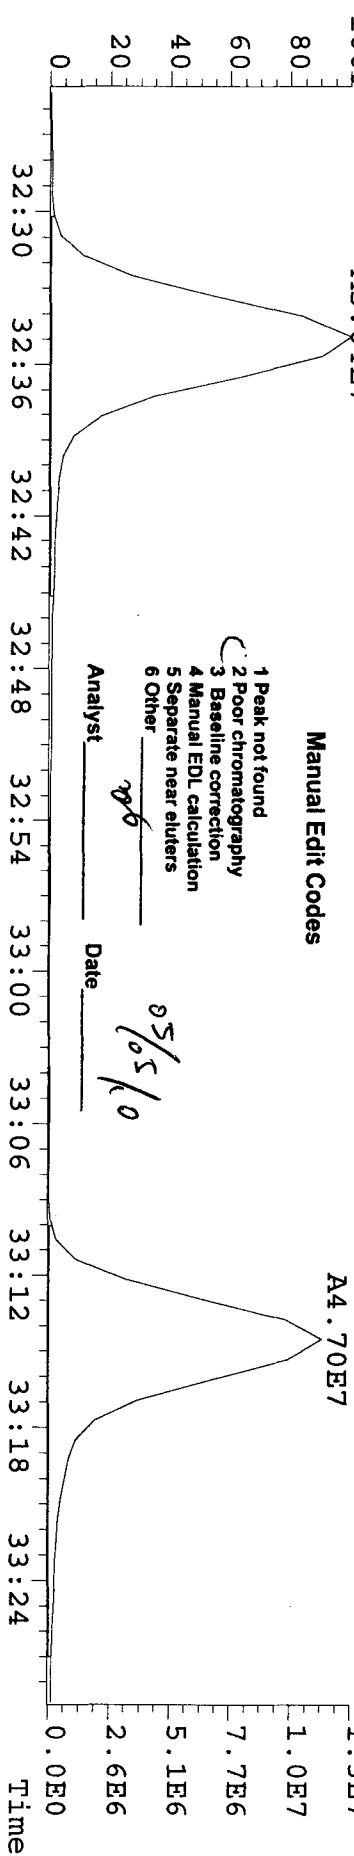 80
60
40
20
0
A4.70E7
Manual Edit Codes
1 Peak not found
2 Poor chromatography
3 Baseline correction
4 Manual EDL calculation
5 Separate near eluters
6 Other
Analyst
Date
05/05/10
1.0E7
7.7E6
5.1E6
2.6E6
0.0E0
32:30
32:36
32:42
32:48
32:54
33:00
33:06
33:12
33:18
33:24
Time